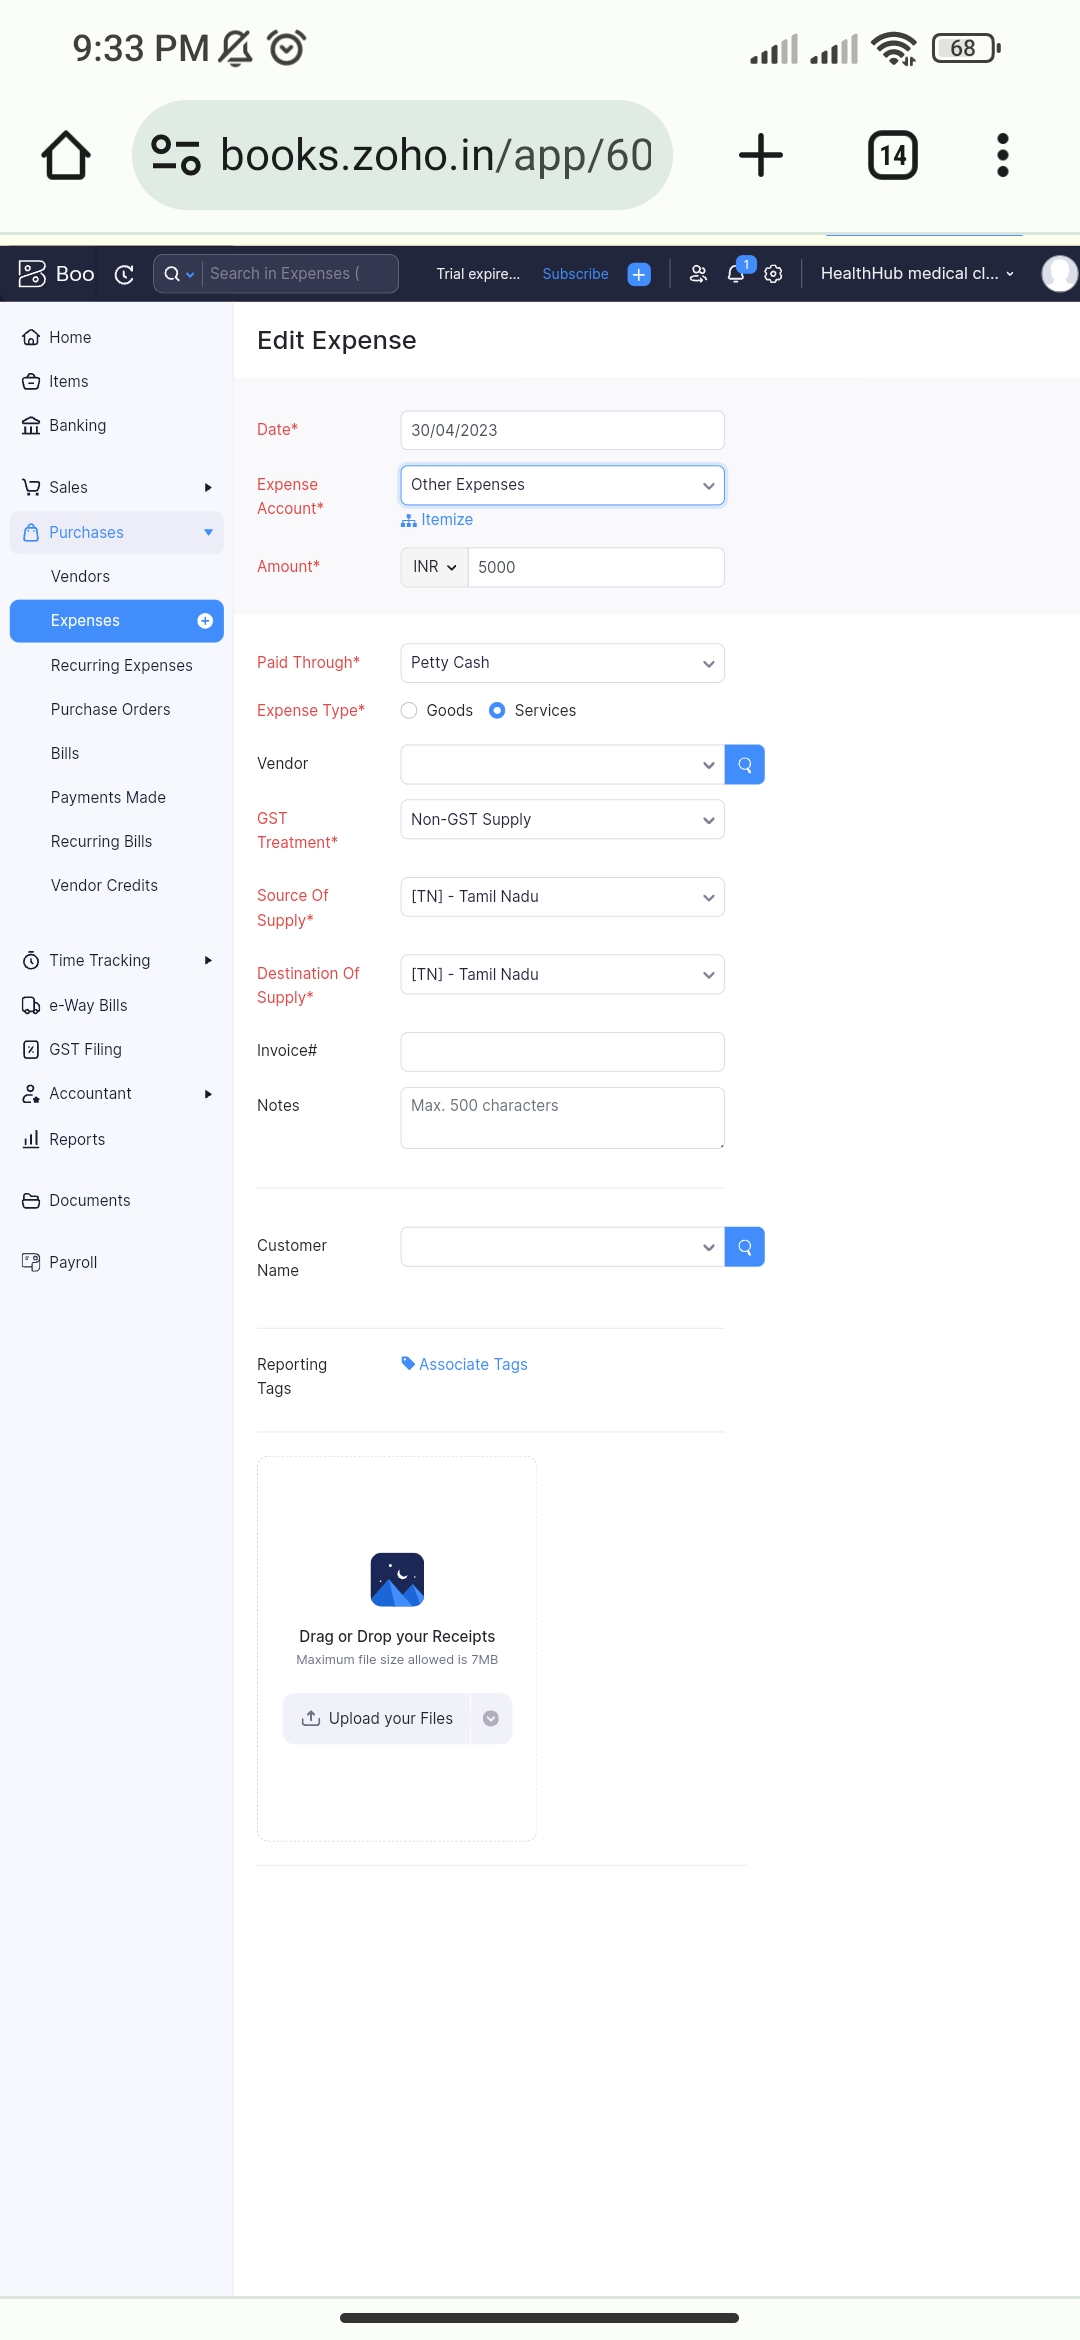 9:33 PM
68
books.zoho.in/app/60
14
Boo
Search in Expenses (
Trial expire...
Subscribe
1
HealthHub medical cl...
Home
Items
Banking
Sales
Purchases
Vendors
Expenses
Recurring Expenses
Purchase Orders
Bills
Payments Made
Recurring Bills
Vendor Credits
Time Tracking
e-Way Bills
GST Filing
Accountant
Reports
Documents
Payroll
Edit Expense
Date*
30/04/2023
Expense
Account*
Other Expenses
Itemize
Amount*
INR
5000
Paid Through*
Petty Cash
Expense Type*
Goods
Services
Vendor
GST
Treatment*
Non-GST Supply
Source Of
Supply*
[TN] - Tamil Nadu
Destination Of
Supply*
[TN] - Tamil Nadu
Invoice#
Notes
Max. 500 characters
Customer
Name
Reporting
Tags
Associate Tags
Drag or Drop your Receipts
Maximum file size allowed is 7MB
Upload your Files